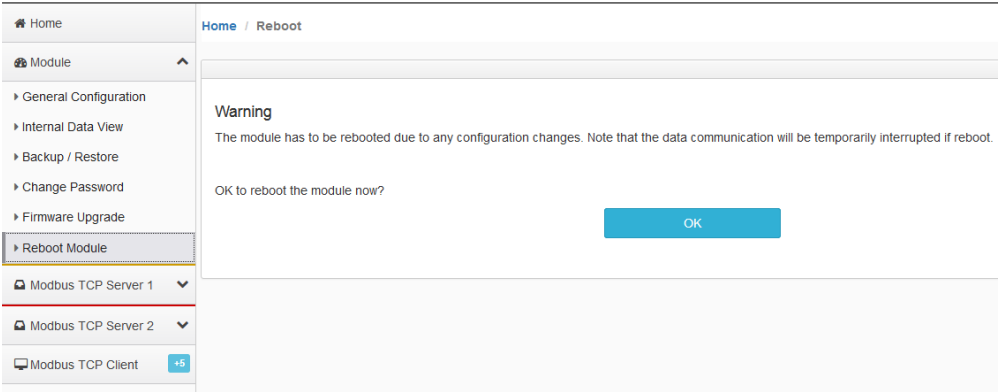 Home
Module
General Configuration
Internal Data View
Backup / Restore
Change Password
Firmware Upgrade
Reboot Module
Modbus TCP Server 1
Modbus TCP Server 2
Modbus TCP Client +5
Home / Reboot
Warning
The module has to be rebooted due to any configuration changes. Note that the data communication will be temporarily interrupted if reboot.
OK to reboot the module now?
OK